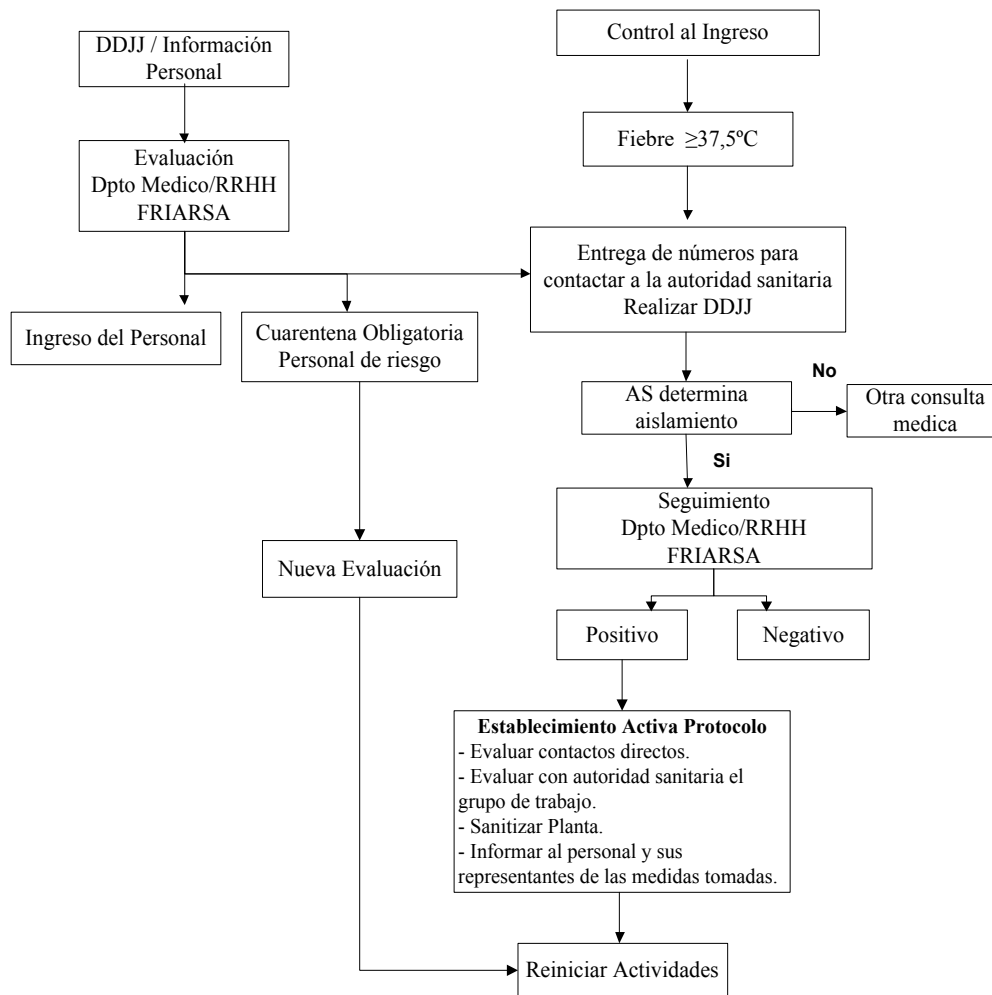 DDJJ / Información
Personal
Control al Ingreso
Fiebre ≥37,5ºC
Evaluación
Dpto Medico/RRHH
FRIARSA
Entrega de números para
contactar a la autoridad sanitaria
Realizar DDJJ
Ingreso del Personal
Cuarentena Obligatoria
Personal de riesgo
AS determina
aislamiento
No
Otra consulta
medica
Si
Seguimiento
Dpto Medico/RRHH
FRIARSA
Nueva Evaluación
Positivo
Negativo
Establecimiento Activa Protocolo
- Evaluar contactos directos.
- Evaluar con autoridad sanitaria el
grupo de trabajo.
- Sanitizar Planta.
- Informar al personal y sus
representantes de las medidas tomadas.
Reiniciar Actividades